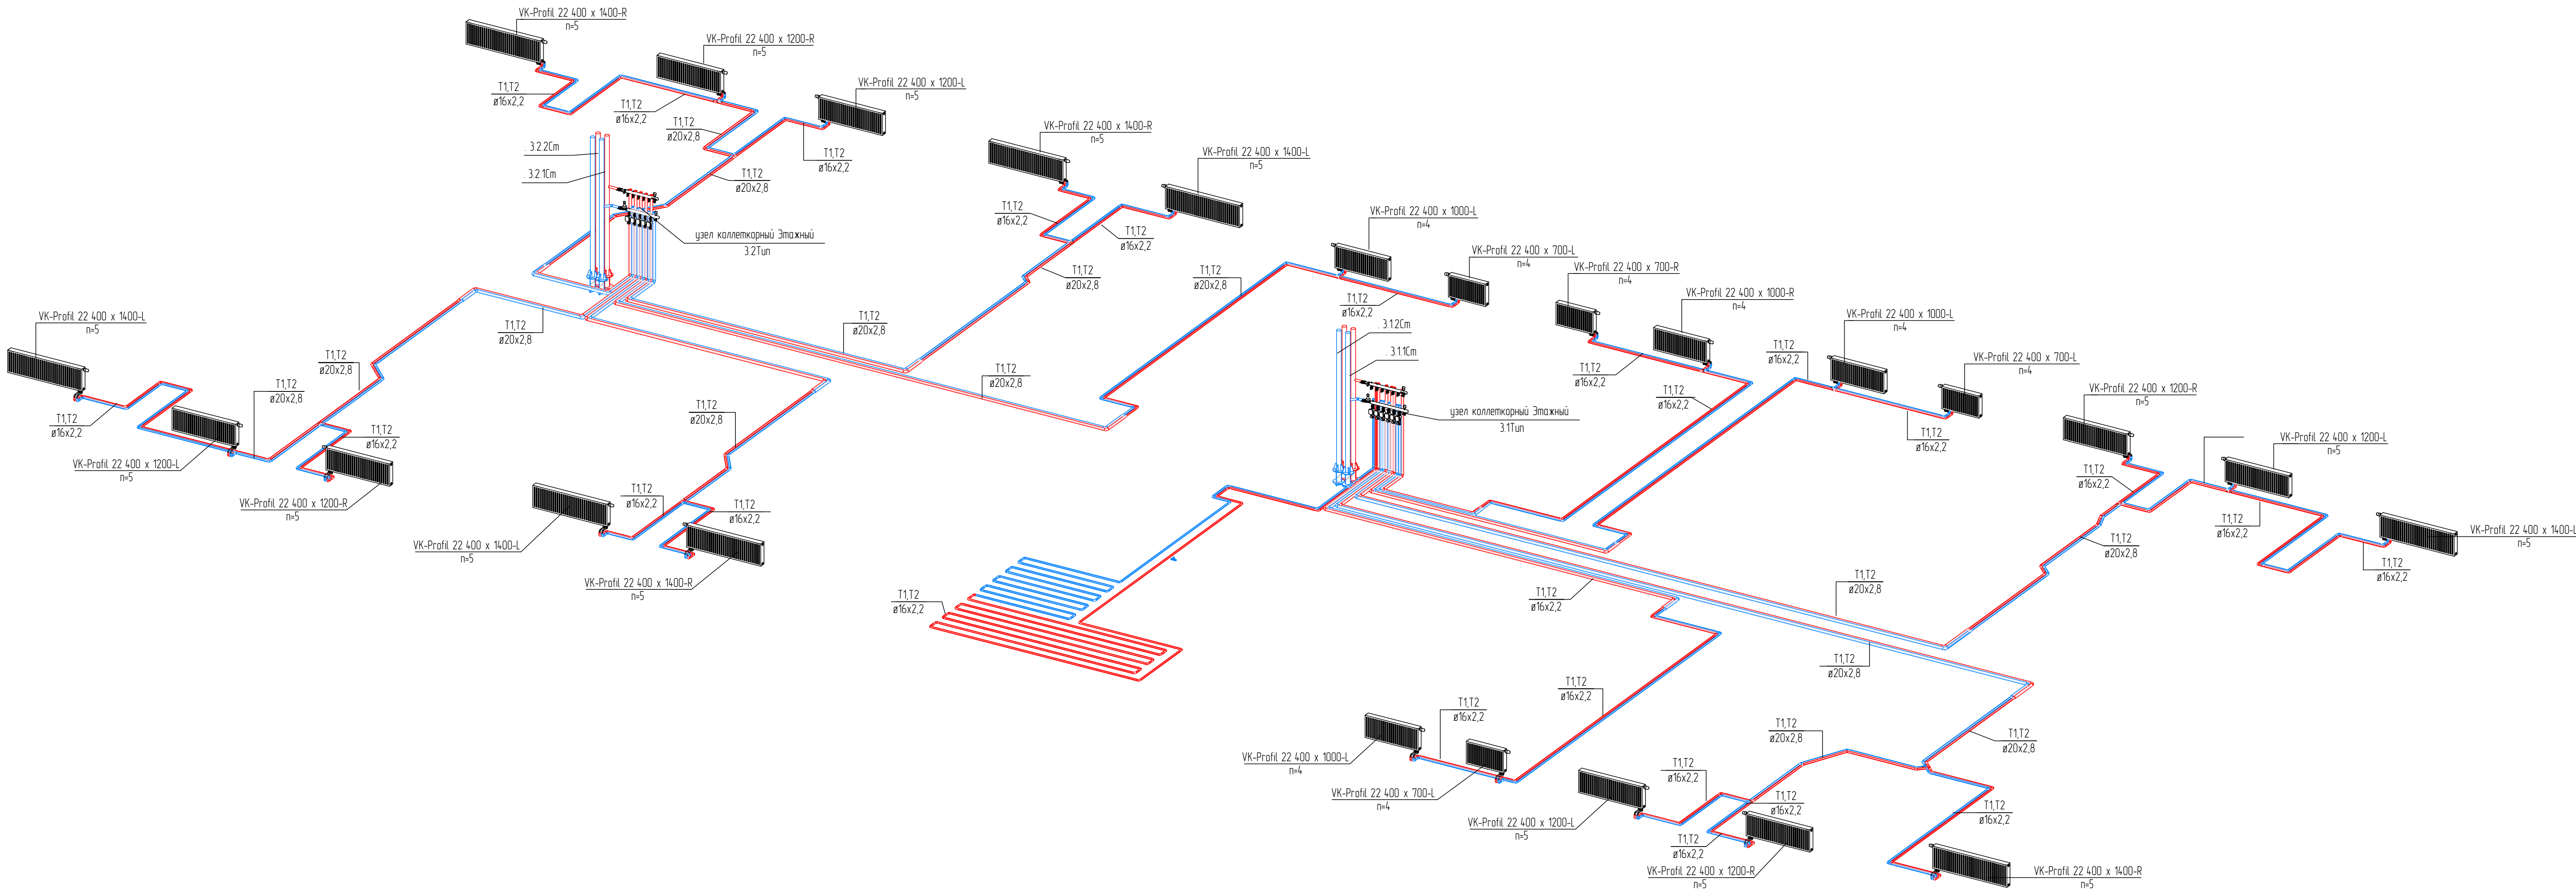 VK-Profil 22 400 x 1400-R
n=5
VK-Profil 22 400 x 1200-R
n=5
VK-Profil 22 400 x 1200-L
n=5
T1,T2
ø16x2,2
T1,T2
ø16x2,2
T1,T2
ø20x2,8
T1,T2
ø16x2,2
T1,T2
ø20x2,8
3.2.2Cm
3.2.1Cm
узел коллеткорный Этажный
3.2Тип
VK-Profil 22 400 x 1400-R
n=5
VK-Profil 22 400 x 1400-L
n=5
T1,T2
ø16x2,2
T1,T2
ø16x2,2
T1,T2
ø20x2,8
T1,T2
ø20x2,8
VK-Profil 22 400 x 1000-L
n=4
VK-Profil 22 400 x 700-L
n=4
T1,T2
ø16x2,2
VK-Profil 22 400 x 700-R
n=4
VK-Profil 22 400 x 1000-R
n=4
T1,T2
ø16x2,2
T1,T2
ø16x2,2
T1,T2
ø16x2,2
VK-Profil 22 400 x 1000-L
n=4
VK-Profil 22 400 x 700-L
n=4
T1,T2
ø16x2,2
VK-Profil 22 400 x 1200-R
n=5
VK-Profil 22 400 x 1200-L
n=5
VK-Profil 22 400 x 1400-L
n=5
T1,T2
ø16x2,2
T1,T2
ø16x2,2
T1,T2
ø16x2,2
T1,T2
ø20x2,8
3.1.2Cm
3.1.1Cm
узел коллеткорный Этажный
3.1Тип
VK-Profil 22 400 x 1400-L
n=5
T1,T2
ø16x2,2
T1,T2
ø20x2,8
T1,T2
ø20x2,8
T1,T2
ø20x2,8
T1,T2
ø20x2,8
T1,T2
ø20x2,8
VK-Profil 22 400 x 1200-L
n=5
T1,T2
ø16x2,2
VK-Profil 22 400 x 1200-R
n=5
T1,T2
ø20x2,8
T1,T2
ø16x2,2
T1,T2
ø16x2,2
VK-Profil 22 400 x 1400-L
n=5
VK-Profil 22 400 x 1400-R
n=5
T1,T2
ø16x2,2
T1,T2
ø16x2,2
T1,T2
ø20x2,8
T1,T2
ø20x2,8
T1,T2
ø16x2,2
T1,T2
ø16x2,2
VK-Profil 22 400 x 1000-L
n=4
VK-Profil 22 400 x 700-L
n=4
T1,T2
ø20x2,8
T1,T2
ø20x2,8
T1,T2
ø16x2,2
T1,T2
ø16x2,2
T1,T2
ø16x2,2
T1,T2
ø16x2,2
VK-Profil 22 400 x 1200-L
n=5
VK-Profil 22 400 x 1200-R
n=5
VK-Profil 22 400 x 1400-R
n=5